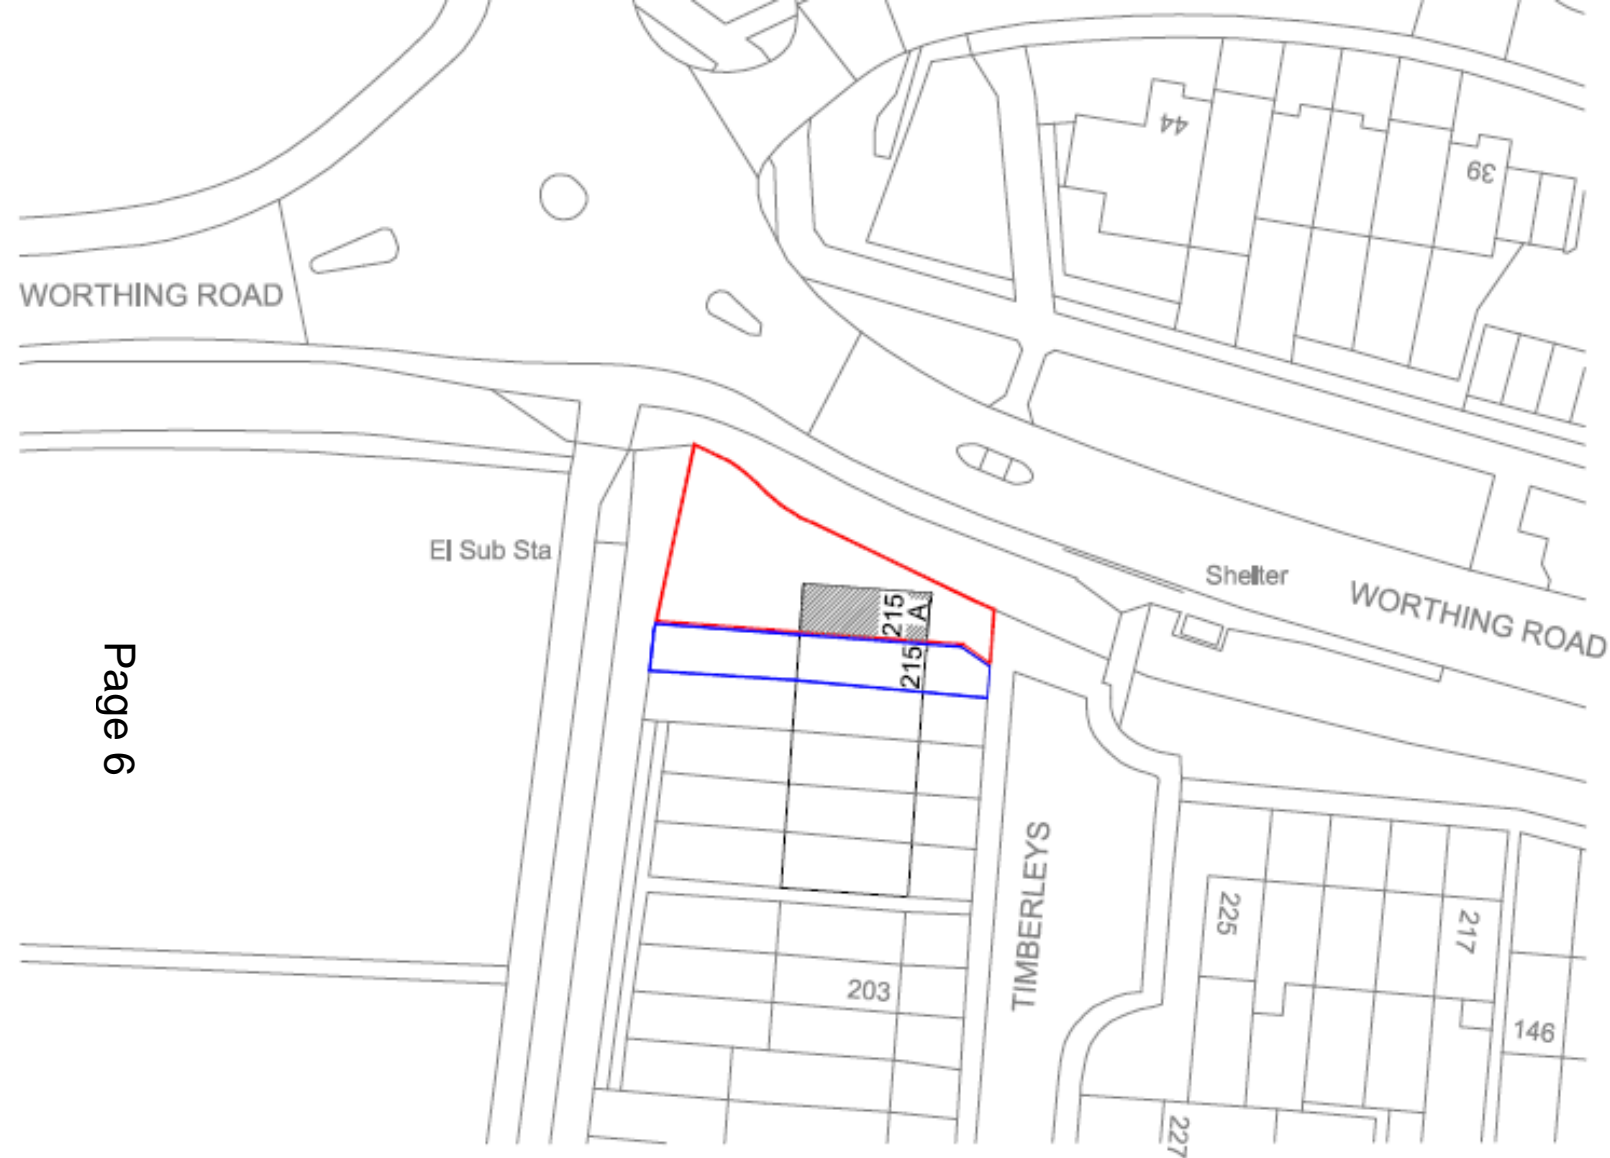 44
39
WORTHING ROAD
El Sub Sta
Shelter
WORTHING ROAD
215
A
215
Page 6
TIMBERLEYS
225
217
203
146
227